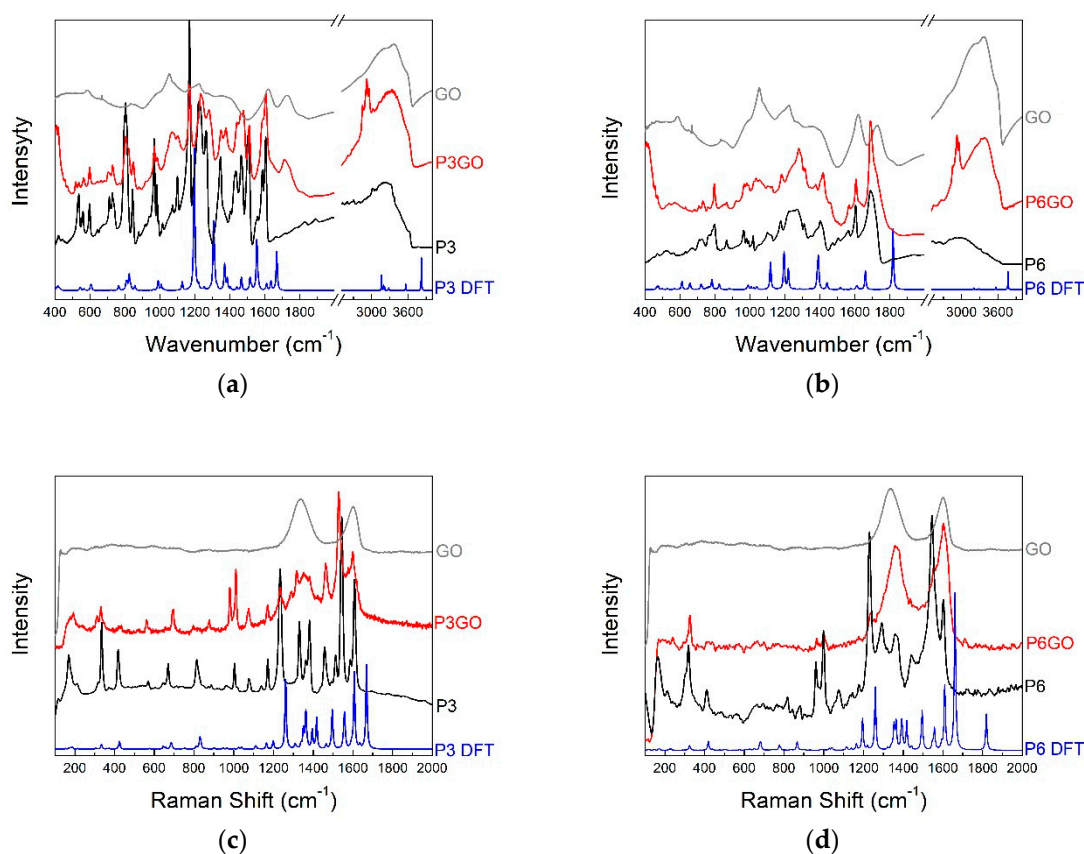 Intensyty
GO
P3GO
P3
P3 DFT
400 600 800 1000 1200 1400 1600 1800 3000 3600
Wavenumber (cm-1)
(a)
Intensity
GO
P6GO
P6
P6 DFT
400 600 800 1000 1200 1400 1600 1800 3000 3600
Wavenumber (cm-1)
(b)
Intensity
GO
P3GO
P3
P3 DFT
200 400 600 800 1000 1200 1400 1600 1800 2000
Raman Shift (cm-1)
(c)
Intensity
GO
P6GO
P6
P6 DFT
200 400 600 800 1000 1200 1400 1600 1800 2000
Raman Shift (cm-1)
(d)